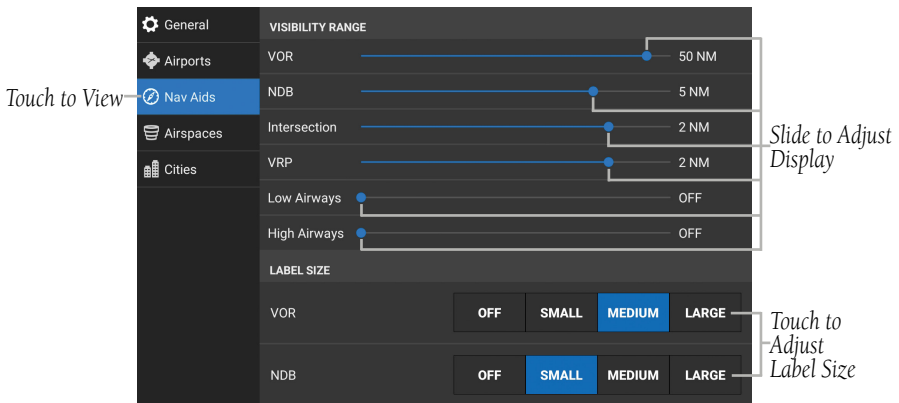 General
VISIBILITY RANGE
VOR 50 NM
Airports
Touch to View
Nav Aids
NDB 5 NM
Airspaces
Intersection 2 NM
Slide to Adjust
Display
Cities
VRP 2 NM
Low Airways OFF
High Airways OFF
LABEL SIZE
VOR OFF SMALL MEDIUM LARGE
Touch to
Adjust
Label Size
NDB OFF SMALL MEDIUM LARGE